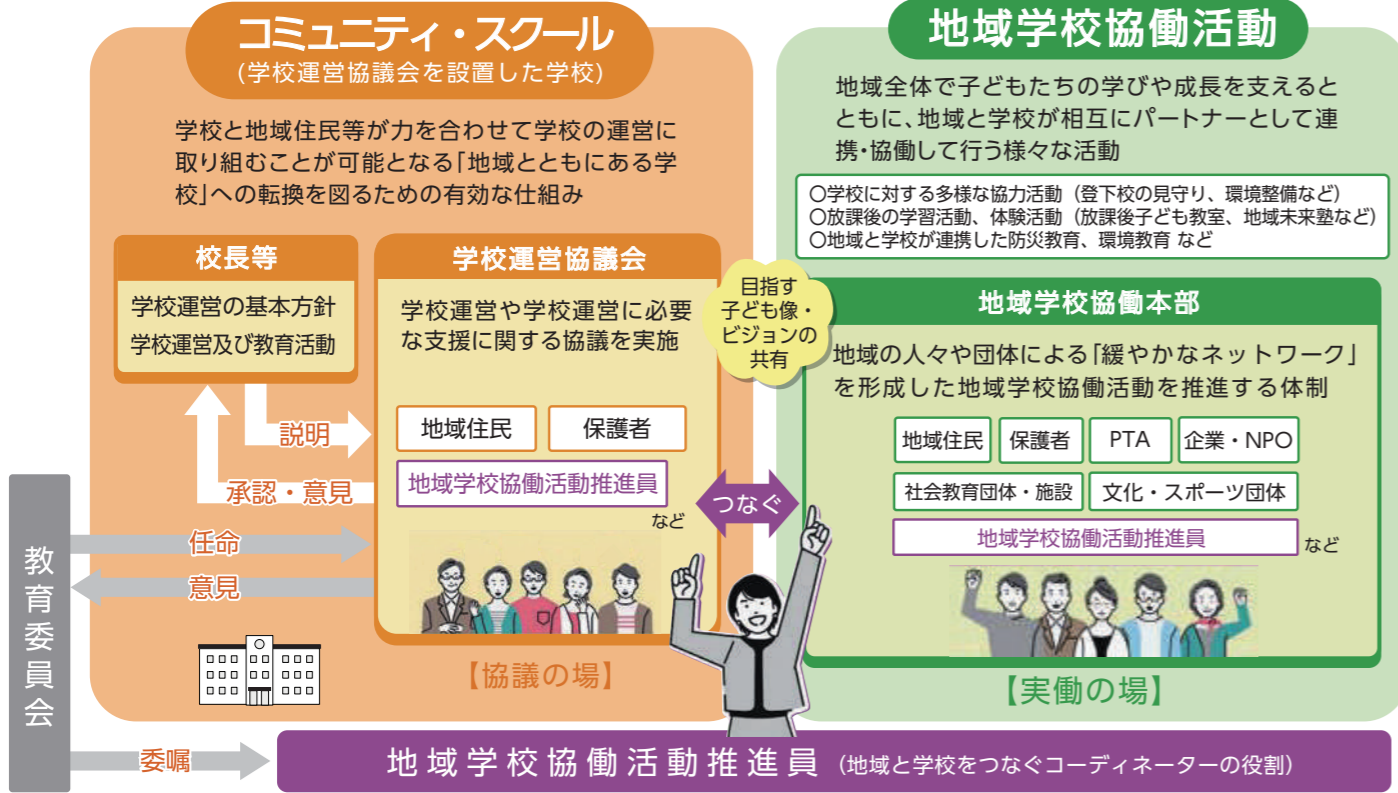 コミュニティ・スクール
(学校運営協議会を設置した学校)
学校と地域住民等が力を合わせて学校の運営に
取り組むことが可能となる「地域とともにある学
校」への転換を図るための有効な仕組み
校長等
学校運営の基本方針
学校運営及び教育活動
学校運営協議会
学校運営や学校運営に必要
な支援に関する協議を実施
地域住民
保護者
地域学校協働活動推進員
など
説明
承認・意見
任命
意見
教育委員会
【協議の場】
目指す
子ども像・
ビジョンの
共有
つなぐ
地域学校協働活動
地域全体で子どもたちの学びや成長を支えると
ともに、地域と学校が相互にパートナーとして連
携・協働して行う様々な活動
○学校に対する多様な協力活動(登下校の見守り、環境整備など)
○放課後の学習活動、体験活動(放課後子ども教室、地域未来塾など)
○地域と学校が連携した防災教育、環境教育 など
地域学校協働本部
地域の人々や団体による「緩やかなネットワーク」
を形成した地域学校協働活動を推進する体制
地域住民
保護者
PTA
企業・NPO
社会教育団体・施設
文化・スポーツ団体
地域学校協働活動推進員
など
【実働の場】
委嘱
地域学校協働活動推進員(地域と学校をつなぐコーディネーターの役割)